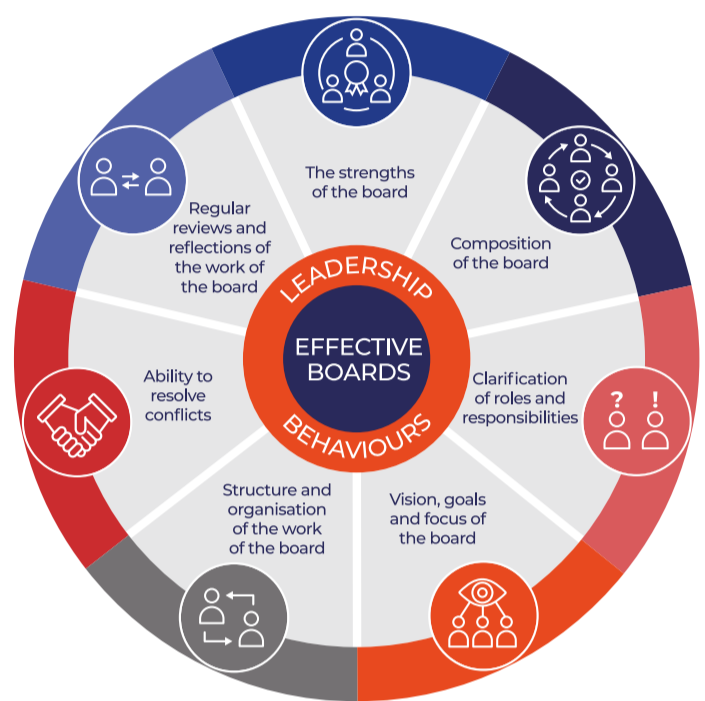 The strengths
of the board
Composition
of the board
Clarification
of roles and
responsibilities
? !
Vision, goals
and focus of
the board
Structure and
organisation
of the work
of the board
Ability to
resolve
conflicts
Regular
reviews and
reflections of
the work of
the board
LEADERSHIP
EFFECTIVE
BOARDS
BEHAVIOURS